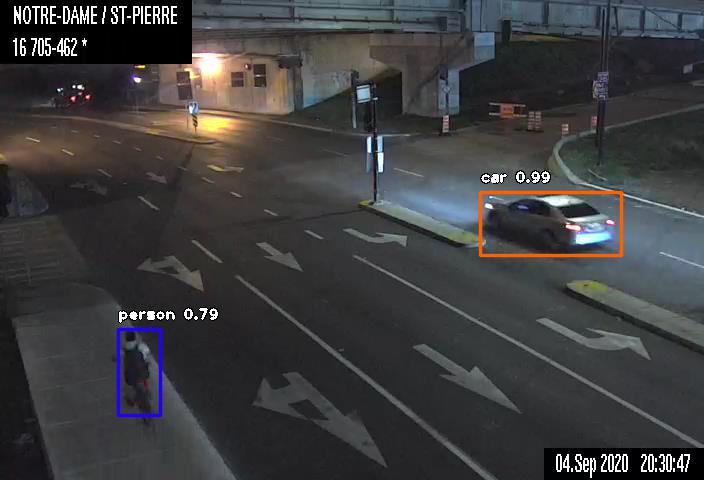 NOTRE-DAME / ST-PIERRE
16 705-462 *
car 0.99
person 0.79
04.Sep 2020 20:30:47